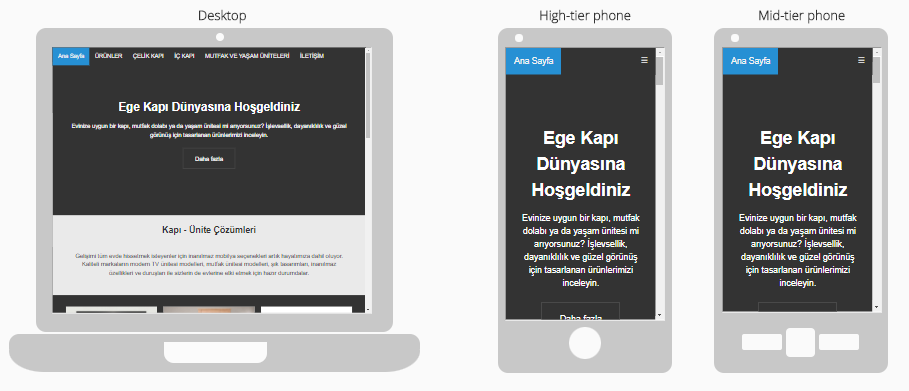 Desktop
Ana Sayfa ÜRÜNLER ÇELİK KAPI İÇ KAPI MUTFAK VE YAŞAM ÜNİTELERİ İLETİŞİM
Ege Kapı Dünyasına Hoşgeldiniz
Evinize uygun bir kapı, mutfak dolabı ya da yaşam ünitesi mi arıyorsunuz? İşlevsellik, dayanıklılık ve güzel
görünüş için tasarlanan ürünlerimizi inceleyin.
Daha fazla
Kapı - Ünite Çözümleri
Gelişimi tüm evde hissetmek isteyenler için inanılmaz mobilya seçenekleri artık hayatımıza dahil oluyor.
Kaliteli markaların modern TV ünitesi modelleri, mutfak ünitesi modelleri, şık tasarımları, inanılmaz
özellikleri ve duruşları ile sizlerin de evlerine etki etmek için hazır durumdalar.
High-tier phone
Ana Sayfa ☰
Ege Kapı
Dünyasına
Hoşgeldiniz
Evinize uygun bir kapı, mutfak
dolabı ya da yaşam ünitesi mi
arıyorsunuz? İşlevsellik,
dayanıklılık ve güzel görünüş
için tasarlanan ürünlerimizi
inceleyin.
Daha fazla
Mid-tier phone
Ana Sayfa ☰
Ege Kapı
Dünyasına
Hoşgeldiniz
Evinize uygun bir kapı, mutfak
dolabı ya da yaşam ünitesi mi
arıyorsunuz? İşlevsellik,
dayanıklılık ve güzel görünüş
için tasarlanan ürünlerimizi
inceleyin.